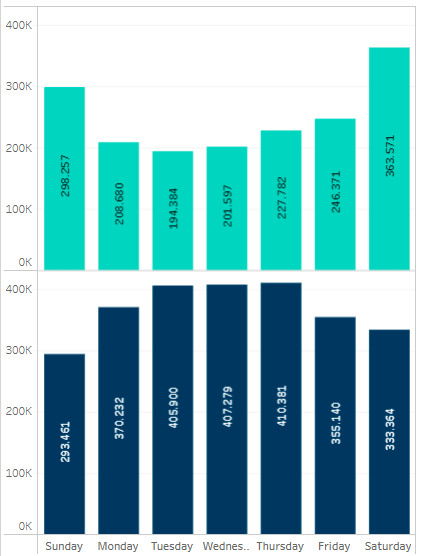 400K
300K
200K
100K
0K
298.257
208.680
194.384
201.597
227.782
246.371
363.571
400K
300K
200K
100K
0K
293.461
370.232
405.900
407.279
410.381
355.140
333.364
Sunday Monday Tuesday Wednes.. Thursday Friday Saturday